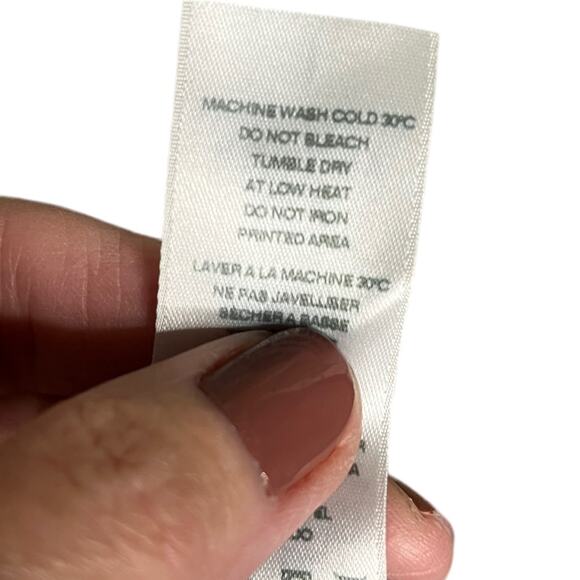 MACHINE WASH COLD 30°C
DO NOT BLEACH
TUMBLE DRY
AT LOW HEAT
DO NOT IRON
PRINTED AREA
LAVER A LA MACHINE 30°C
NE PAS JAVELLISER
SECHER A BASSE